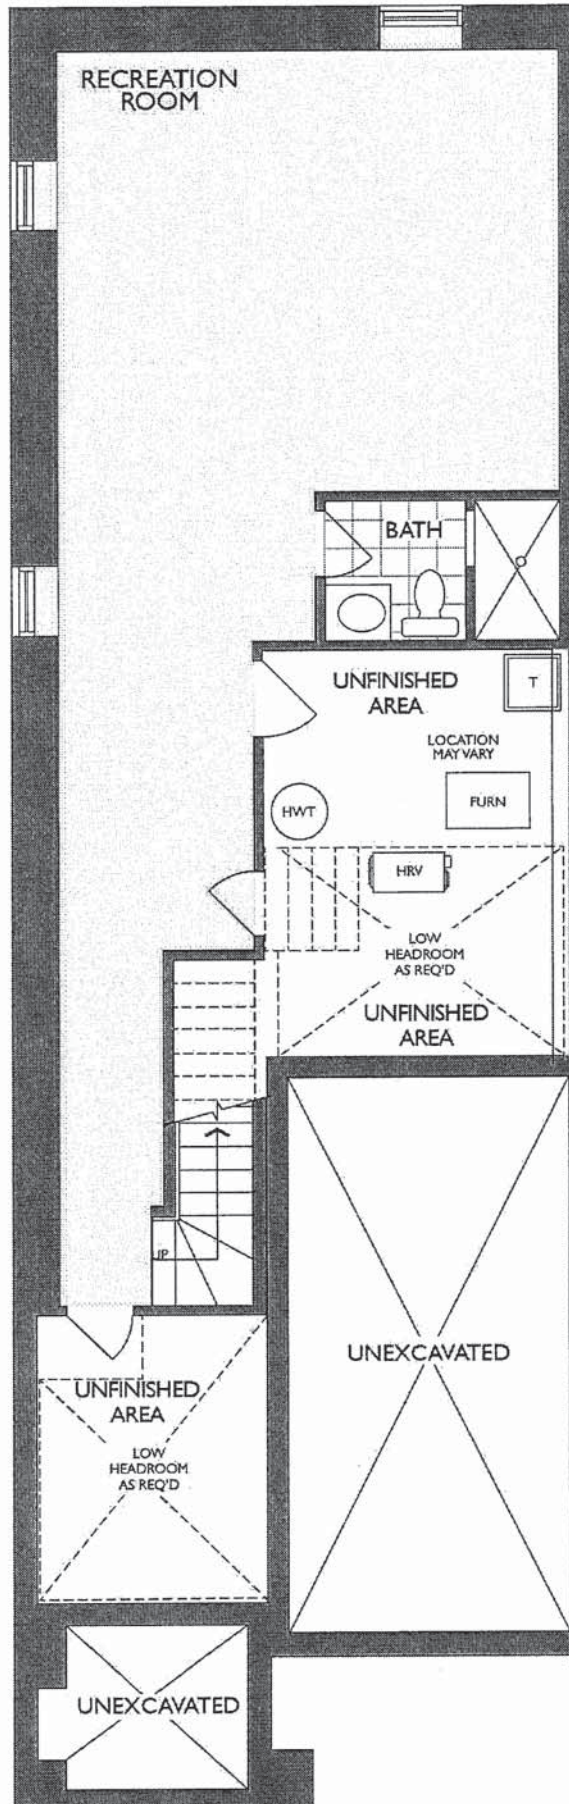 RECREATION
ROOM
BATH
UNFINISHED
AREA
T
LOCATION
MAY VARY
FURN
HWT
HRV
LOW
HEADROOM
AS REQ'D
UNFINISHED
AREA
UP
UNEXCAVATED
UNFINISHED
AREA
LOW
HEADROOM
AS REQ'D
UNEXCAVATED